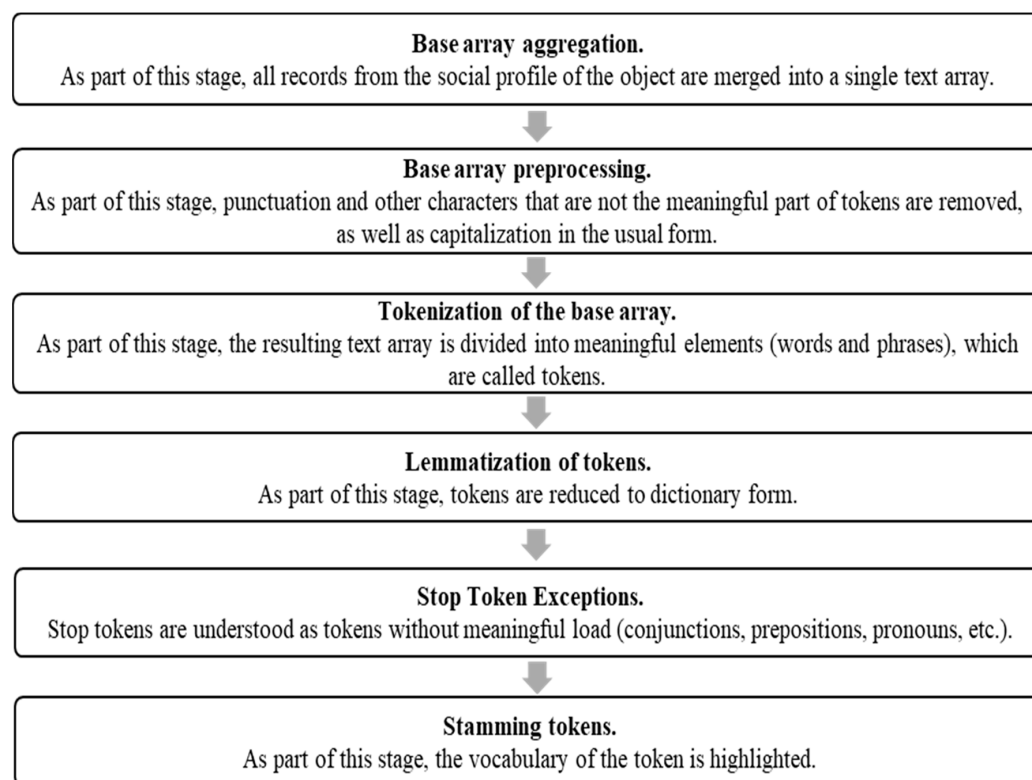 Base array aggregation.
As part of this stage, all records from the social profile of the object are merged into a single text array.
Base array preprocessing.
As part of this stage, punctuation and other characters that are not the meaningful part of tokens are removed,
as well as capitalization in the usual form.
Tokenization of the base array.
As part of this stage, the resulting text array is divided into meaningful elements (words and phrases), which
are called tokens.
Lemmatization of tokens.
As part of this stage, tokens are reduced to dictionary form.
Stop Token Exceptions.
Stop tokens are understood as tokens without meaningful load (conjunctions, prepositions, pronouns, etc.).
Stamming tokens.
As part of this stage, the vocabulary of the token is highlighted.